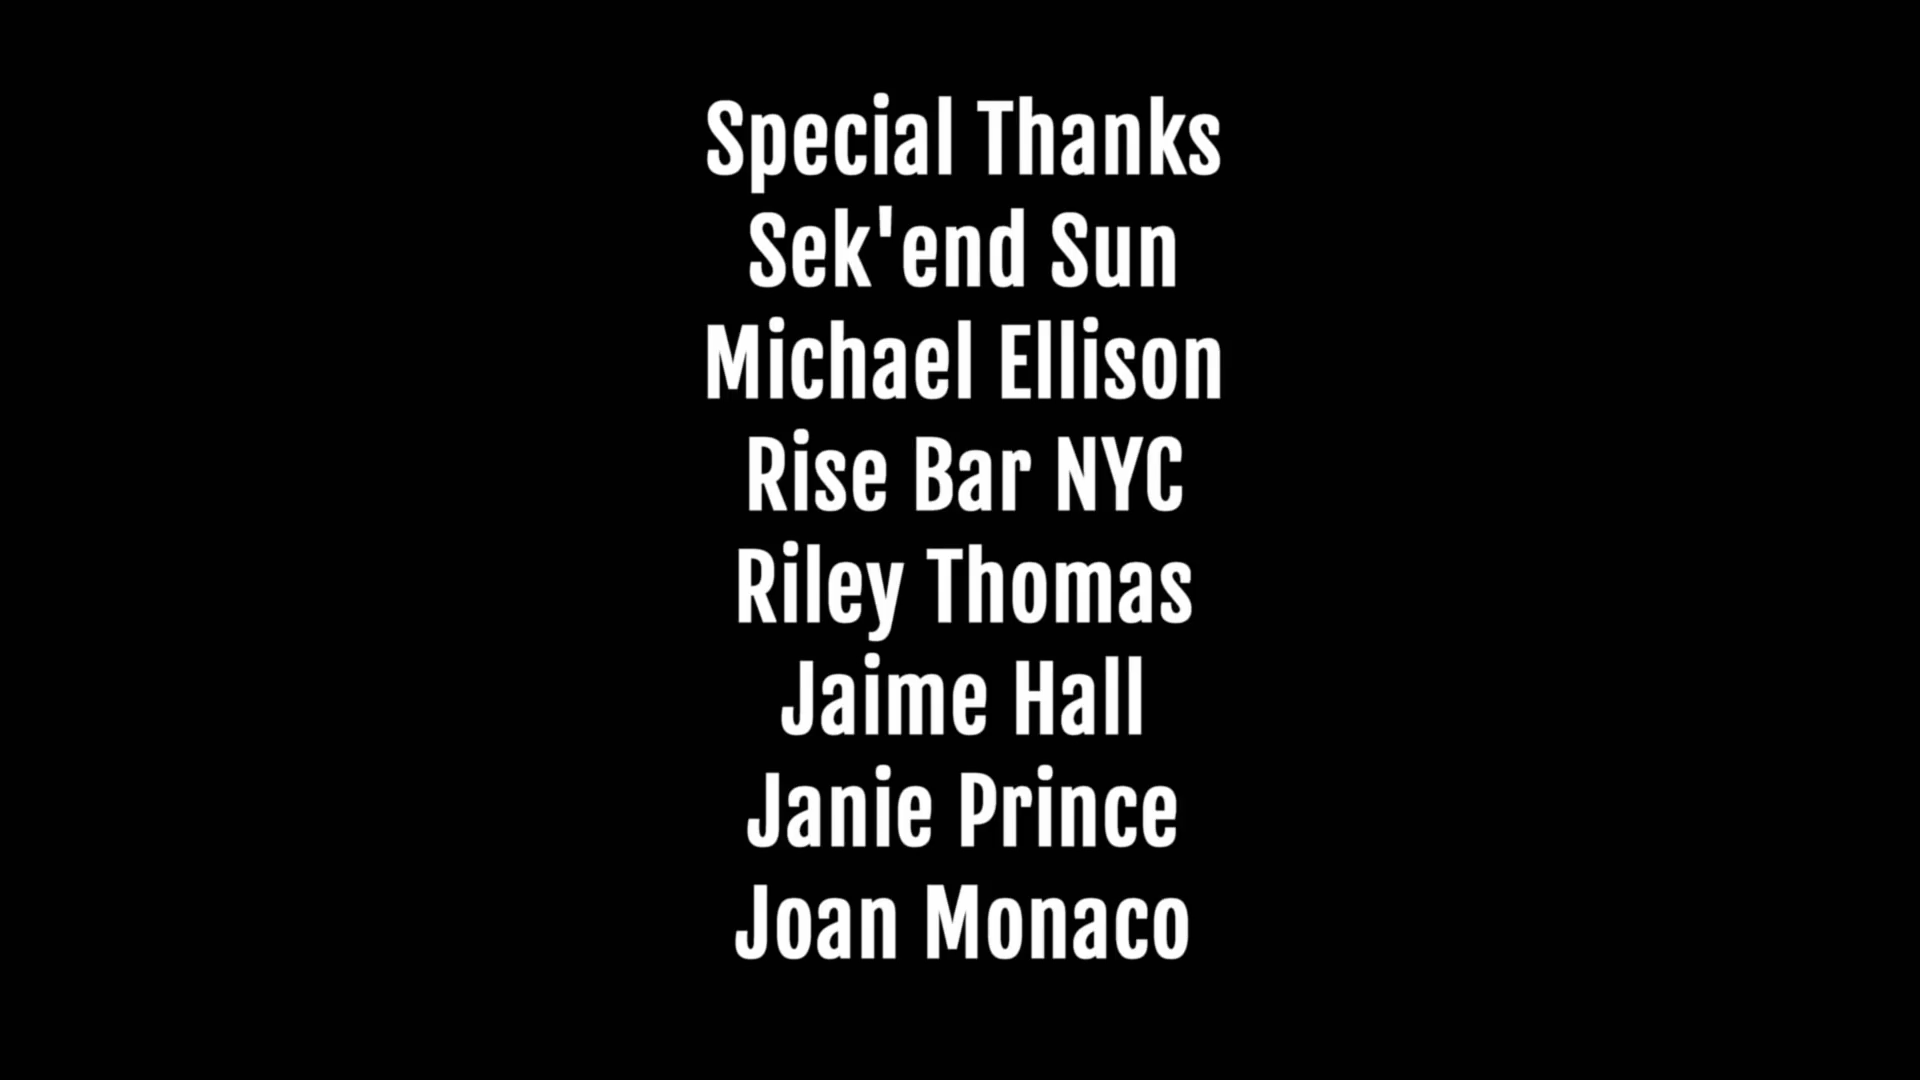 Special Thanks
Sek'end Sun
Michael Ellison
Rise Bar NYC
Riley Thomas
Jaime Hall
Janie Prince
Joan Monaco